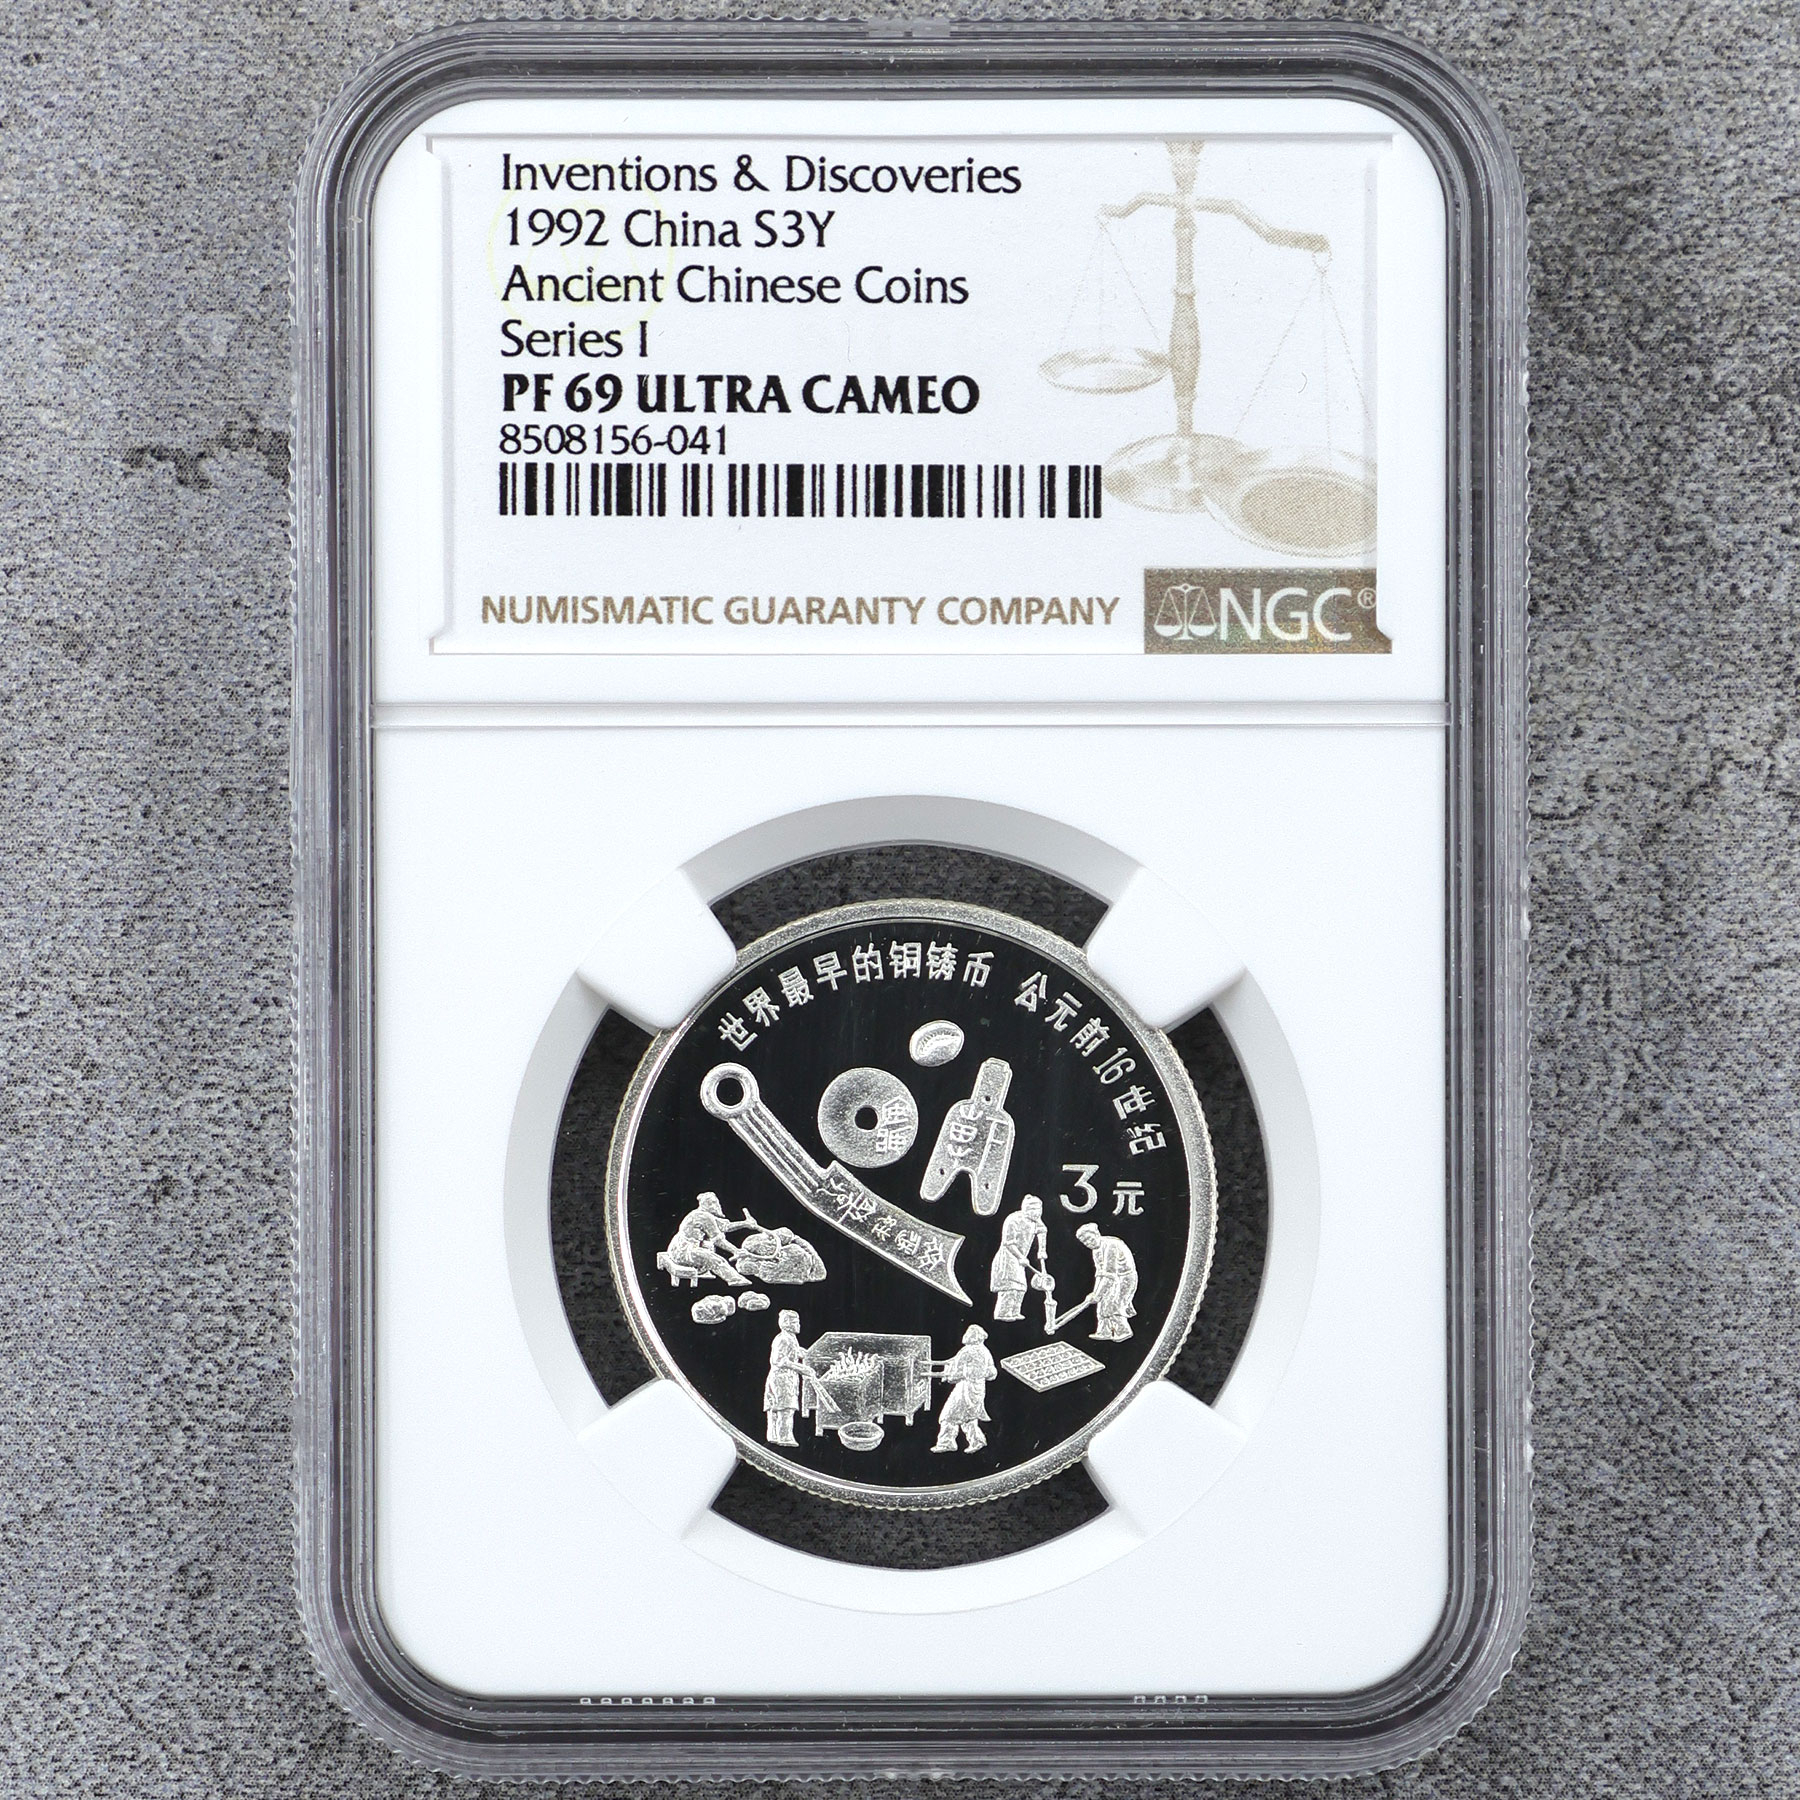 Inventions & Discoveries
1992 China S3Y
Ancient Chinese Coins
Series I
PF 69 ULTRA CAMEO
8508156-041
NUMISMATIC GUARANTY COMPANY
NGC®
世界最早的铜铸币 公元前16世纪
3元